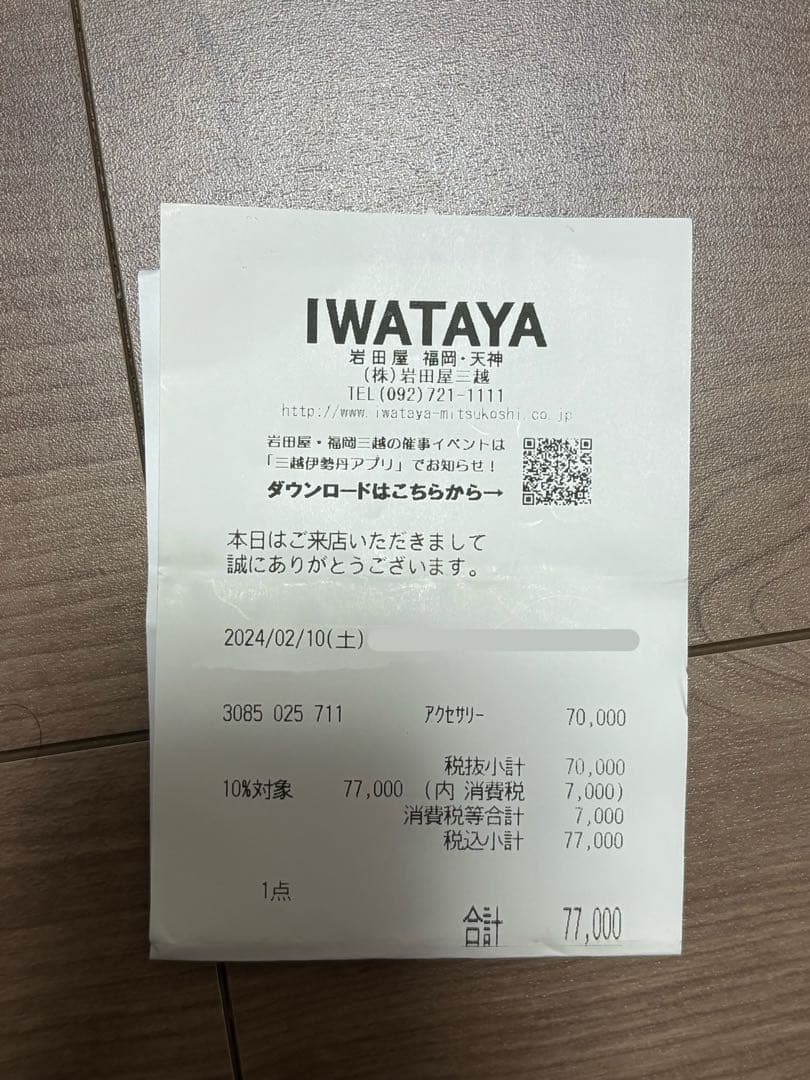 IWATAYA
岩田屋 福岡・天神
(株)岩田屋三越
TEL(092)721-1111
http://www.iwataya-mitsukoshi.co.jp
岩田屋・福岡三越の催事イベントは
「三越伊勢丹アプリ」でお知らせ!
ダウンロードはこちらから→
本日はご来店いただきまして
誠にありがとうございます。
2024/02/10(土)
3085 025 711 アクセサリー 70,000
税抜小計 70,000
10%対象 77,000 (内 消費税 7,000)
消費税等合計 7,000
税込小計 77,000
1点
合計 77,000